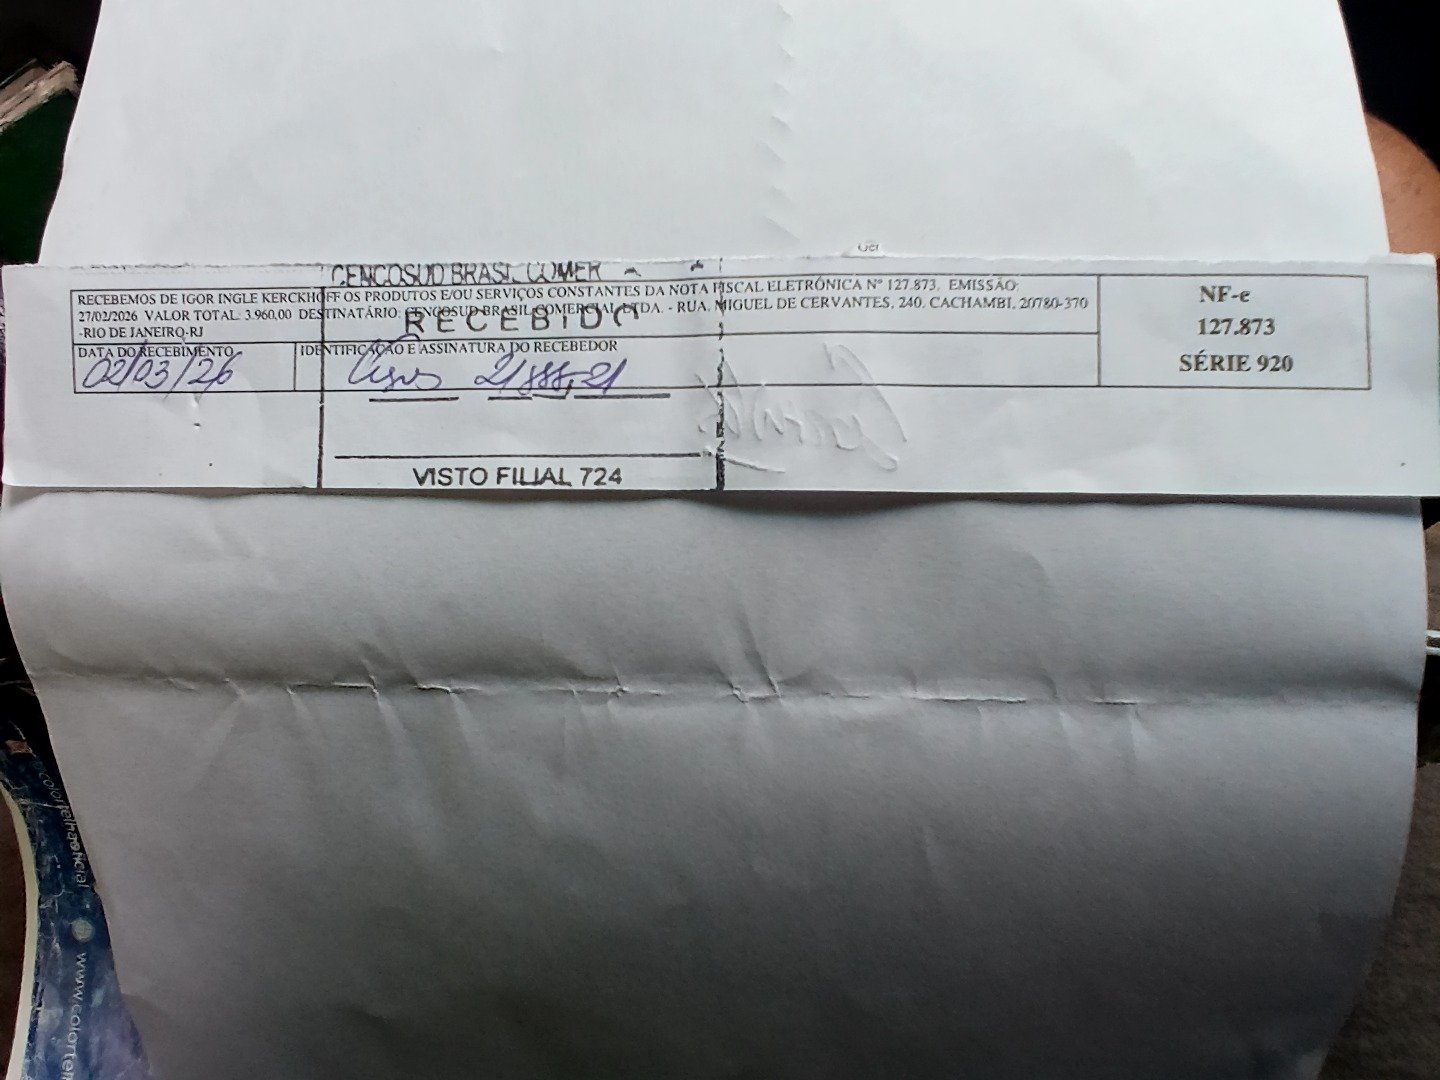 CENCOSUD BRASIL COMER
RECEBEMOS DE IGOR INGLE KERCKHOFF OS PRODUTOS E/OU SERVIÇOS CONSTANTES DA NOTA FISCAL ELETRÔNICA Nº 127.873, EMISSÃO:
27/02/2026 VALOR TOTAL: 3.960,00 DESTINATÁRIO: CENCOSUD BRASIL COMERCIAL LTDA. - RUA. MIGUEL DE CERVANTES, 240, CACHAMBI, 20780-370
-RIO DE JANEIRO-RJ
RECEBIDO
DATA DO RECEBIMENTO
IDENTIFICAÇÃO E ASSINATURA DO RECEBEDOR
02/03/26
NF-e
127.873
SÉRIE 920
VISTO FILIAL 724